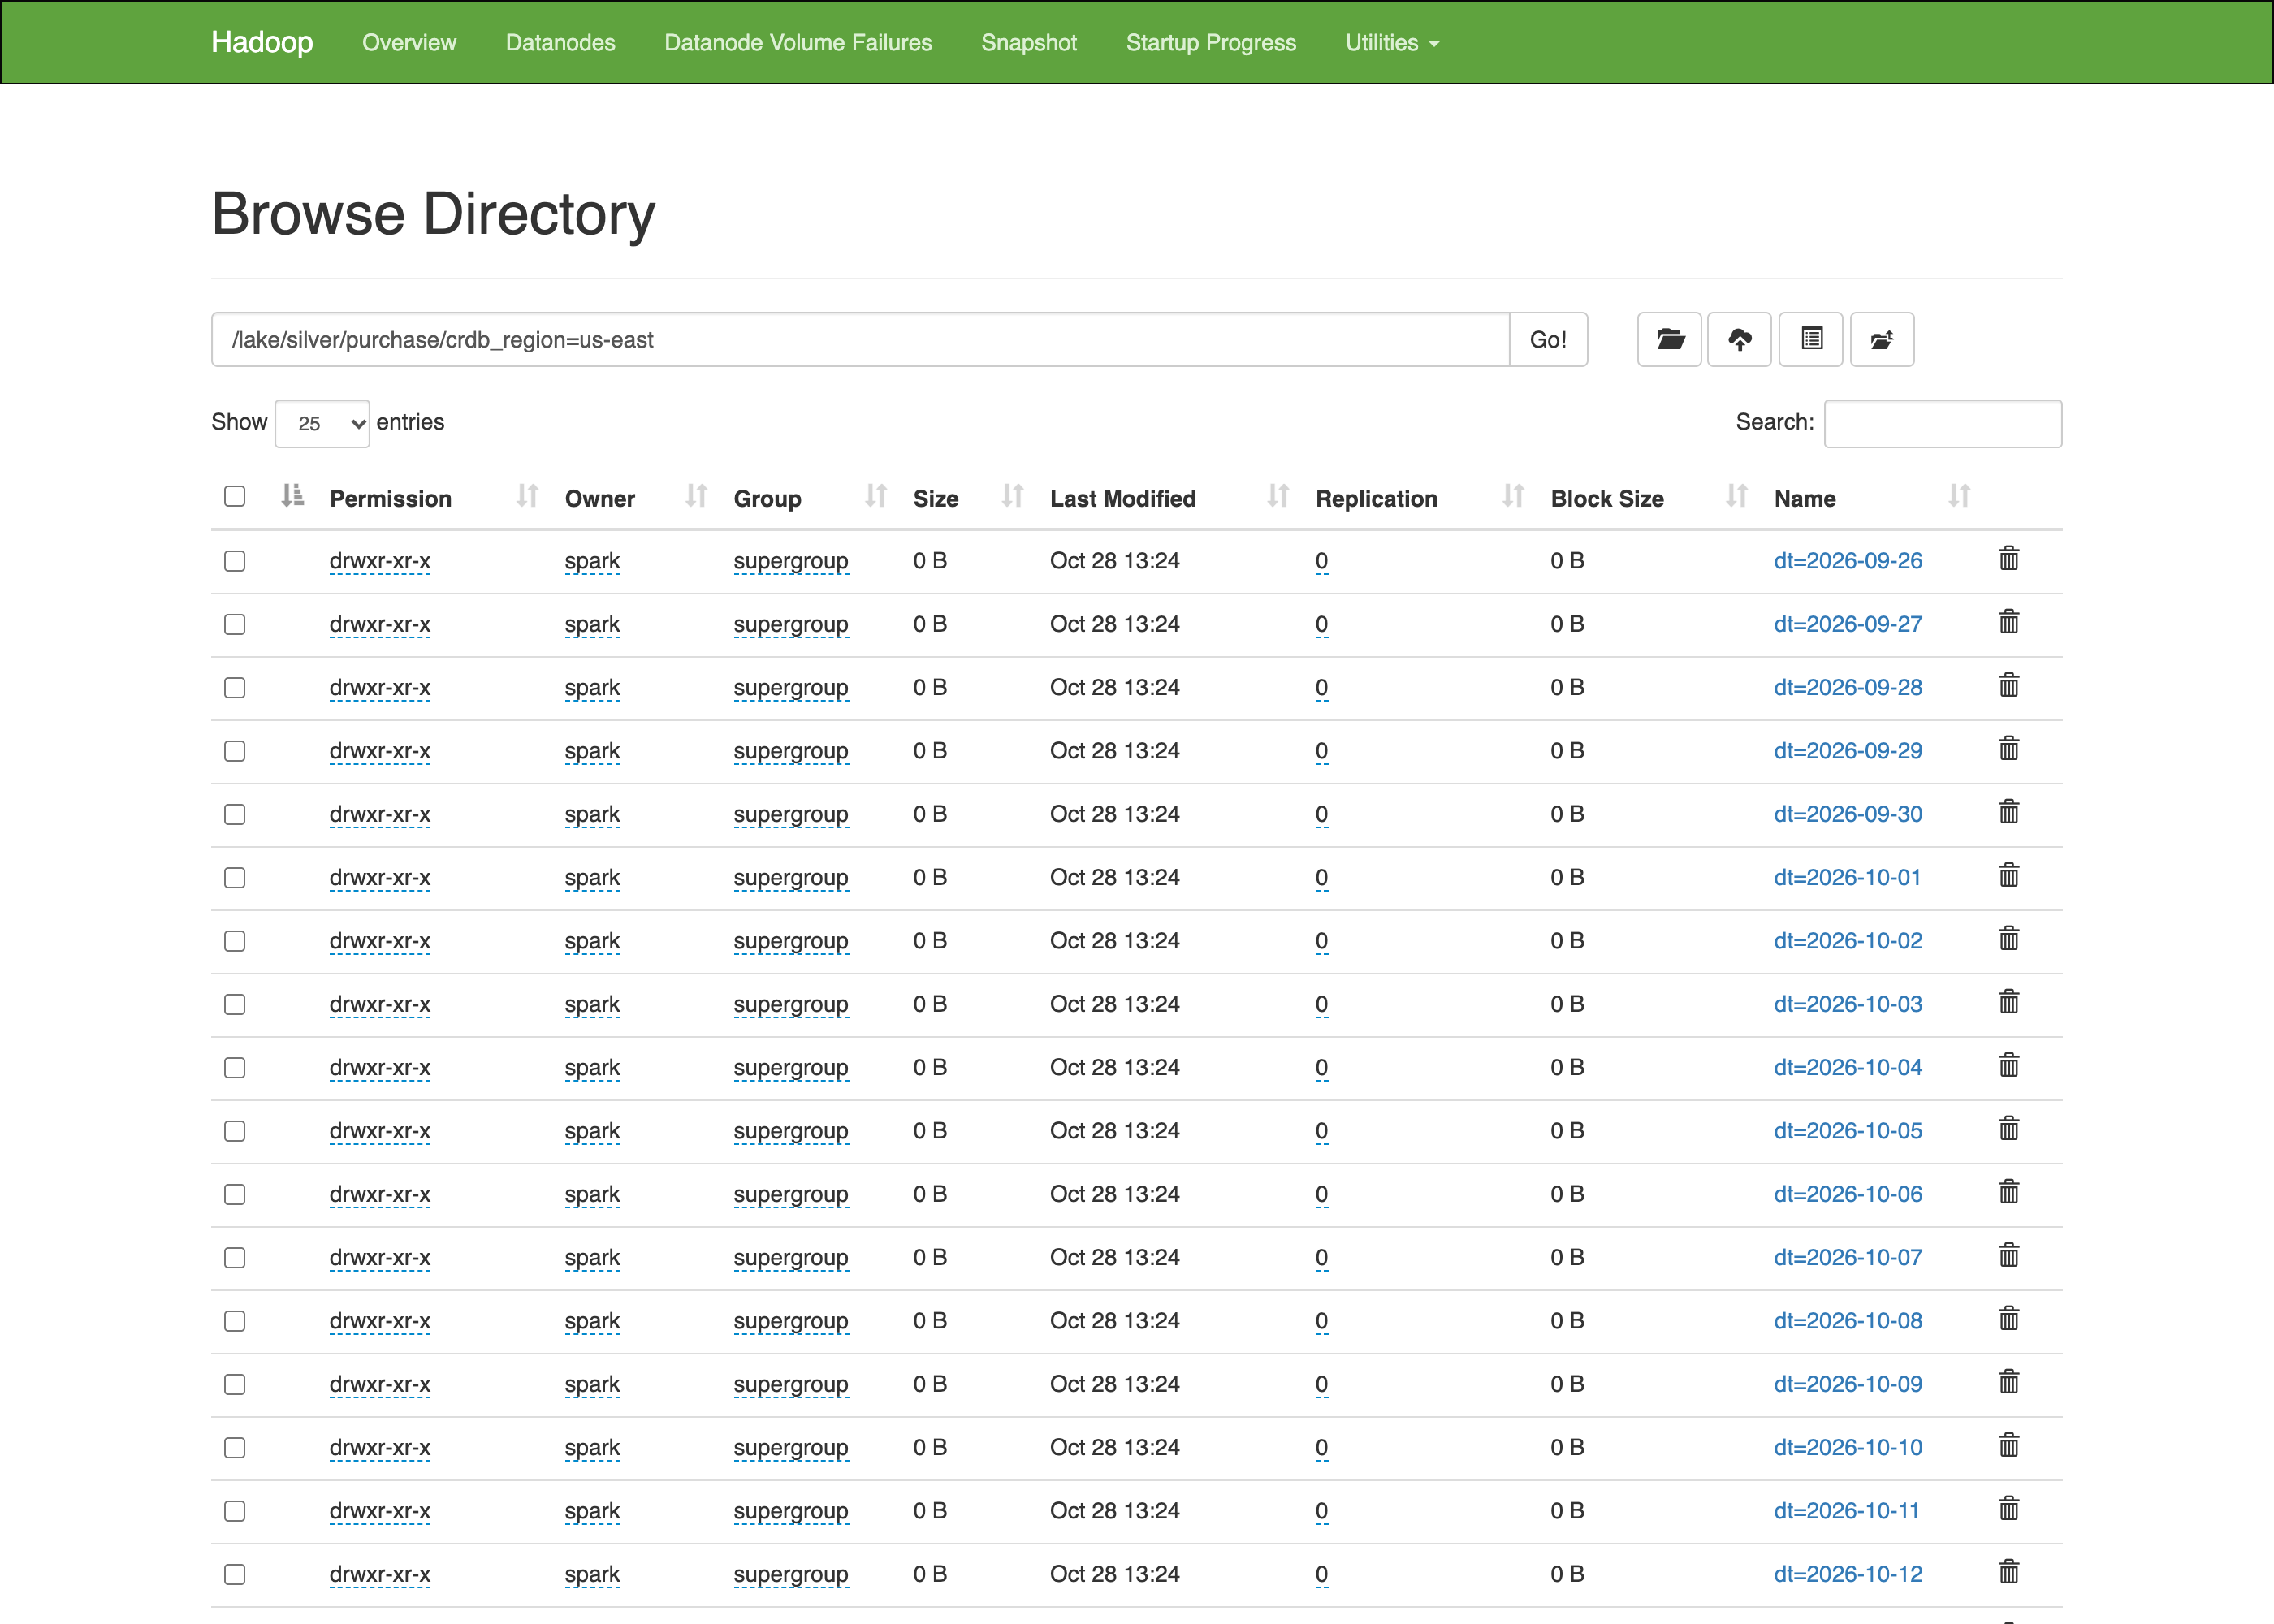 Hadoop Overview Datanodes Datanode Volume Failures Snapshot Startup Progress Utilities
Browse Directory
/lake/silver/purchase/crdb_region=us-east Go!
Show 25 entries Search:
Permission Owner Group Size Last Modified Replication Block Size Name
drwxr-xr-x spark supergroup 0 B Oct 28 13:24 0 0 B dt=2026-09-26
drwxr-xr-x spark supergroup 0 B Oct 28 13:24 0 0 B dt=2026-09-27
drwxr-xr-x spark supergroup 0 B Oct 28 13:24 0 0 B dt=2026-09-28
drwxr-xr-x spark supergroup 0 B Oct 28 13:24 0 0 B dt=2026-09-29
drwxr-xr-x spark supergroup 0 B Oct 28 13:24 0 0 B dt=2026-09-30
drwxr-xr-x spark supergroup 0 B Oct 28 13:24 0 0 B dt=2026-10-01
drwxr-xr-x spark supergroup 0 B Oct 28 13:24 0 0 B dt=2026-10-02
drwxr-xr-x spark supergroup 0 B Oct 28 13:24 0 0 B dt=2026-10-03
drwxr-xr-x spark supergroup 0 B Oct 28 13:24 0 0 B dt=2026-10-04
drwxr-xr-x spark supergroup 0 B Oct 28 13:24 0 0 B dt=2026-10-05
drwxr-xr-x spark supergroup 0 B Oct 28 13:24 0 0 B dt=2026-10-06
drwxr-xr-x spark supergroup 0 B Oct 28 13:24 0 0 B dt=2026-10-07
drwxr-xr-x spark supergroup 0 B Oct 28 13:24 0 0 B dt=2026-10-08
drwxr-xr-x spark supergroup 0 B Oct 28 13:24 0 0 B dt=2026-10-09
drwxr-xr-x spark supergroup 0 B Oct 28 13:24 0 0 B dt=2026-10-10
drwxr-xr-x spark supergroup 0 B Oct 28 13:24 0 0 B dt=2026-10-11
drwxr-xr-x spark supergroup 0 B Oct 28 13:24 0 0 B dt=2026-10-12